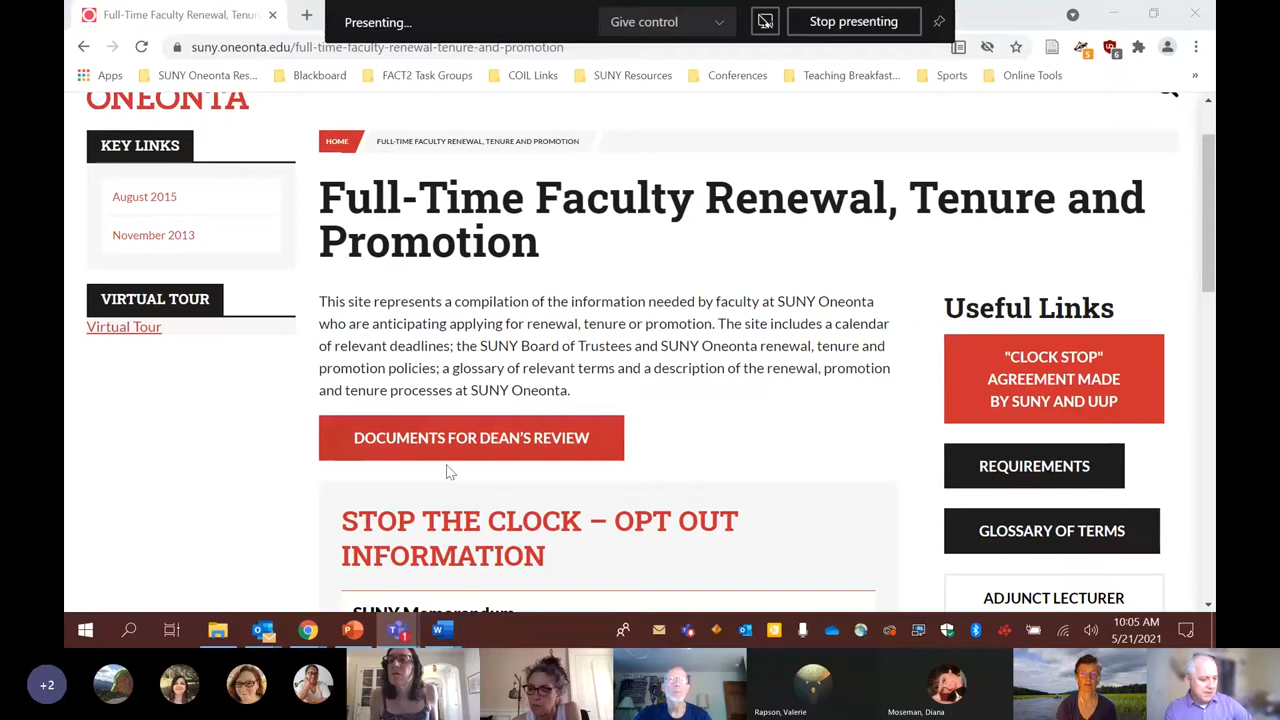 Full-Time Faculty Renewal, Tenur
Presenting...
Give control
Stop presenting
suny.oneonta.edu/full-time-faculty-renewal-tenure-and-promotion
5
6
Apps
SUNY Oneonta Res...
Blackboard
FACT2 Task Groups
COIL Links
SUNY Resources
Conferences
Teaching Breakfast...
Sports
Online Tools
»
ONEONTA
KEY LINKS
August 2015
November 2013
VIRTUAL TOUR
Virtual Tour
HOME
FULL-TIME FACULTY RENEWAL, TENURE AND PROMOTION
Full-Time Faculty Renewal, Tenure and
Promotion
This site represents a compilation of the information needed by faculty at SUNY Oneonta
who are anticipating applying for renewal, tenure or promotion. The site includes a calendar
of relevant deadlines; the SUNY Board of Trustees and SUNY Oneonta renewal, tenure and
promotion policies; a glossary of relevant terms and a description of the renewal, promotion
and tenure processes at SUNY Oneonta.
DOCUMENTS FOR DEAN'S REVIEW
STOP THE CLOCK – OPT OUT
INFORMATION
SUNY Memorandum
Useful Links
"CLOCK STOP"
AGREEMENT MADE
BY SUNY AND UUP
REQUIREMENTS
GLOSSARY OF TERMS
ADJUNCT LECTURER
10:05 AM
5/21/2021
+2
Rapson, Valerie
Moseman, Diana